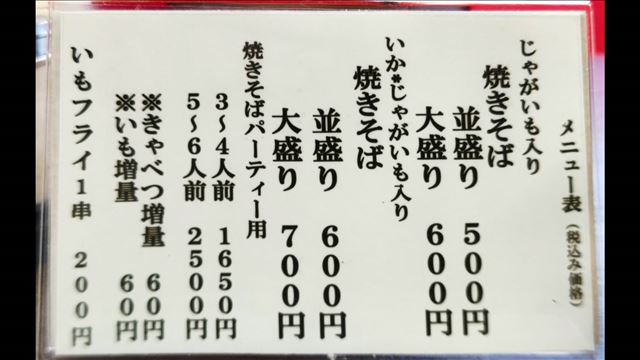 メニュー表(税込み価格)
じゃがいも入り
焼きそば
並盛り 500円
大盛り 600円
いか*じゃがいも入り
焼きそば
並盛り 600円
大盛り 700円
焼きそばパーティー用
3〜4人前 1650円
5〜6人前 2500円
※きゃべつ増量 60円
※いも増量 60円
いもフライ1串 200円